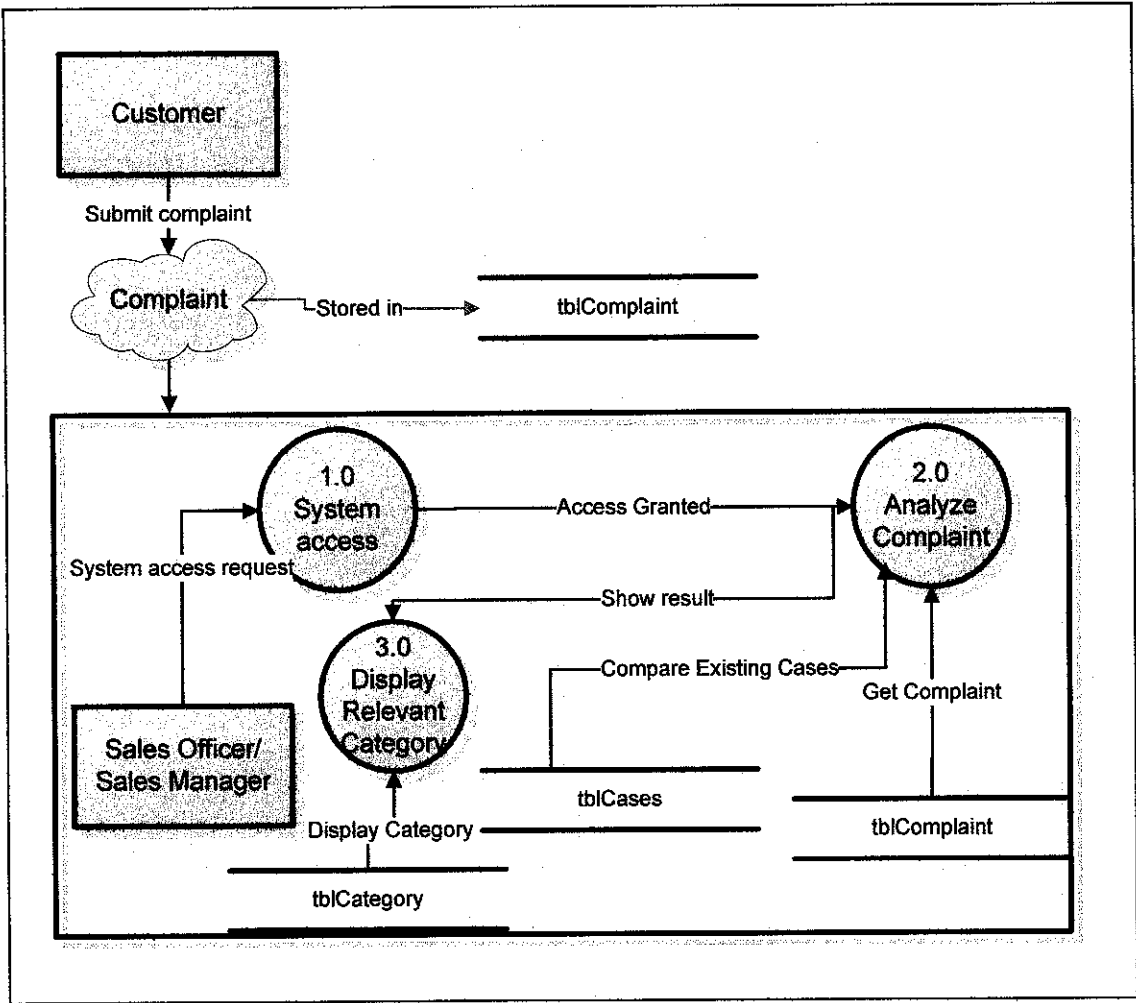 Customer
Submit complaint
Complaint
Stored in
tblComplaint
1.0
System
access
2.0
Analyze
Complaint
Access Granted
System access request
Show result
3.0
Display
Relevant
Category
Compare Existing Cases
Get Complaint
Sales Officer/
Sales Manager
tblCases
tblComplaint
Display Category
tblCategory